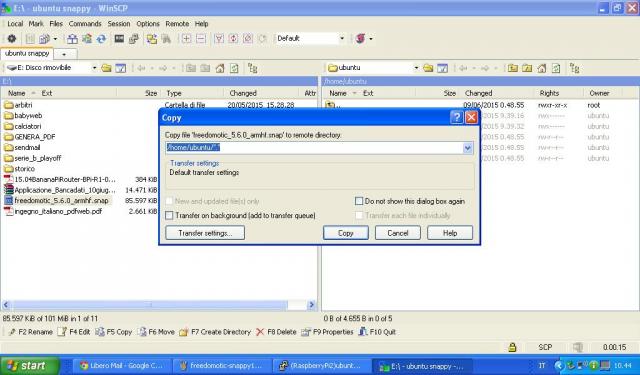 E:\ - ubuntu snappy - WinSCP
Local Mark Files Commands Session Options Remote Help
Default
ubuntu snappy
E: Disco rimovibile
ubuntu
E:\
/home/ubuntu
Name Ext Size Type Changed Attr
Name Ext Size Changed Rights Owner
arbitri Cartella di file 20/05/2015 15.28.28
babyweb
calciatori
GENERA_PDF
sendmail
serie_b_playoff
storico
15.04BananaPiRouter-BPi-R1-0... 384 KiB
Applicazione_Bancadati_10giug... 14.471 KiB
freedomotic_5.6.0_armhf.snap 85.597 KiB
ingegno_italiano_pdfweb.pdf 2.661 KiB
.. 09/06/2015 0.48.55 rwxr-xr-x root
2015 9.39.16 rwx------ ubuntu
2015 9.39.32 ubuntu
2015 0.48.55 ubuntu
2015 0.48.55 ubuntu
2015 0.48.55 ubuntu
Copy
Copy file 'freedomotic_5.6.0_armhf.snap' to remote directory:
/home/ubuntu/*.*
Transfer settings
Default transfer settings
New and updated file(s) only
Do not show this dialog box again
Transfer on background (add to transfer queue)
Transfer each file individually
Transfer settings...
Copy
Cancel
Help
85.597 KiB of 101 MiB in 1 of 11
0 B of 4.655 B in 0 of 5
F2 Rename F4 Edit F5 Copy F6 Move F7 Create Directory F8 Delete F9 Properties F10 Quit
SCP 0.00.15
start
Libero Mail - Google C...
freedomotic-snappy1...
(RaspberryPi2)ubunt...
E:\ - ubuntu snappy -...
IT
10.44